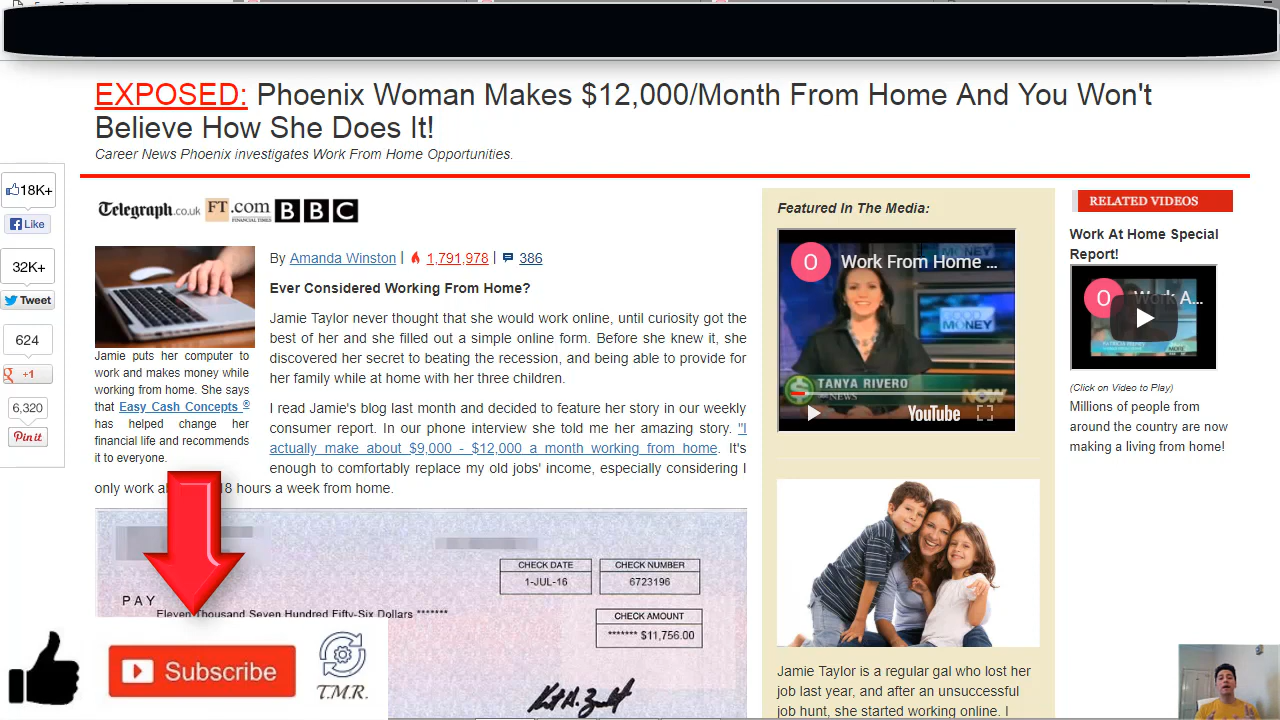 EXPOSED: Phoenix Woman Makes $12,000/Month From Home And You Won't
Believe How She Does It!
Career News Phoenix investigates Work From Home Opportunities.
18K+
Like
32K+
Tweet
624
+1
6,320
Pin it
Telegraph.co.uk FT.com FINANCIAL TIMES BBC
By Amanda Winston | 1,791,978 | 386
Ever Considered Working From Home?
Jamie Taylor never thought that she would work online, until curiosity got the
best of her and she filled out a simple online form. Before she knew it, she
discovered her secret to beating the recession, and being able to provide for
her family while at home with her three children.
Jamie puts her computer to
work and makes money while
working from home. She says
that Easy Cash Concepts ®
has helped change her
financial life and recommends
it to everyone.
I read Jamie's blog last month and decided to feature her story in our weekly
consumer report. In our phone interview she told me her amazing story. "I
actually make about $9,000 - $12,000 a month working from home. It's
enough to comfortably replace my old jobs' income, especially considering I
only work 18 hours a week from home.
CHECK DATE
1-JUL-16
CHECK NUMBER
6723196
PAY
Eleven Thousand Seven Hundred Fifty-Six Dollars *******
CHECK AMOUNT
******* $11,756.00
Subscribe
T.M.R.
Featured In The Media:
O Work From Home ...
GOOD
MONEY
TANYA RIVERO
NEWS
NOW
YouTube
Jamie Taylor is a regular gal who lost her
job last year, and after an unsuccessful
job hunt, she started working online. I
RELATED VIDEOS
Work At Home Special
Report!
O Work A...
(Click on Video to Play)
Millions of people from
around the country are now
making a living from home!